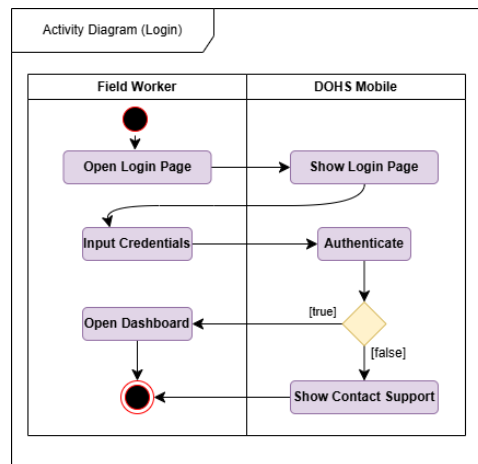 Activity Diagram (Login)
Field Worker
DOHS Mobile
Open Login Page
Show Login Page
Input Credentials
Authenticate
Open Dashboard
[true]
[false]
Show Contact Support